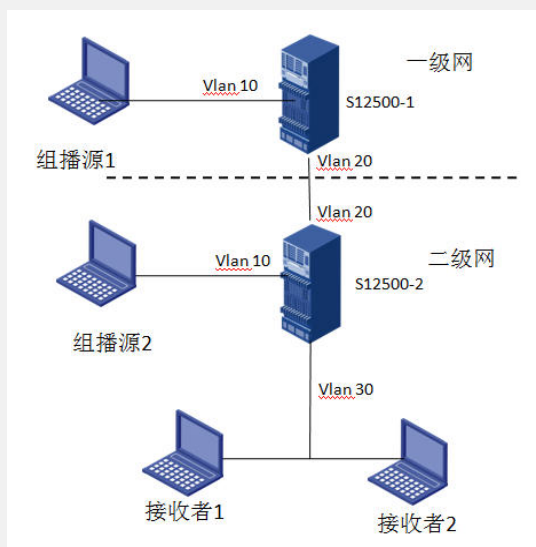 一级网
Vlan 10
S12500-1
组播源1
Vlan 20
Vlan 20
二级网
Vlan 10
S12500-2
组播源2
Vlan 30
接收者1
接收者2